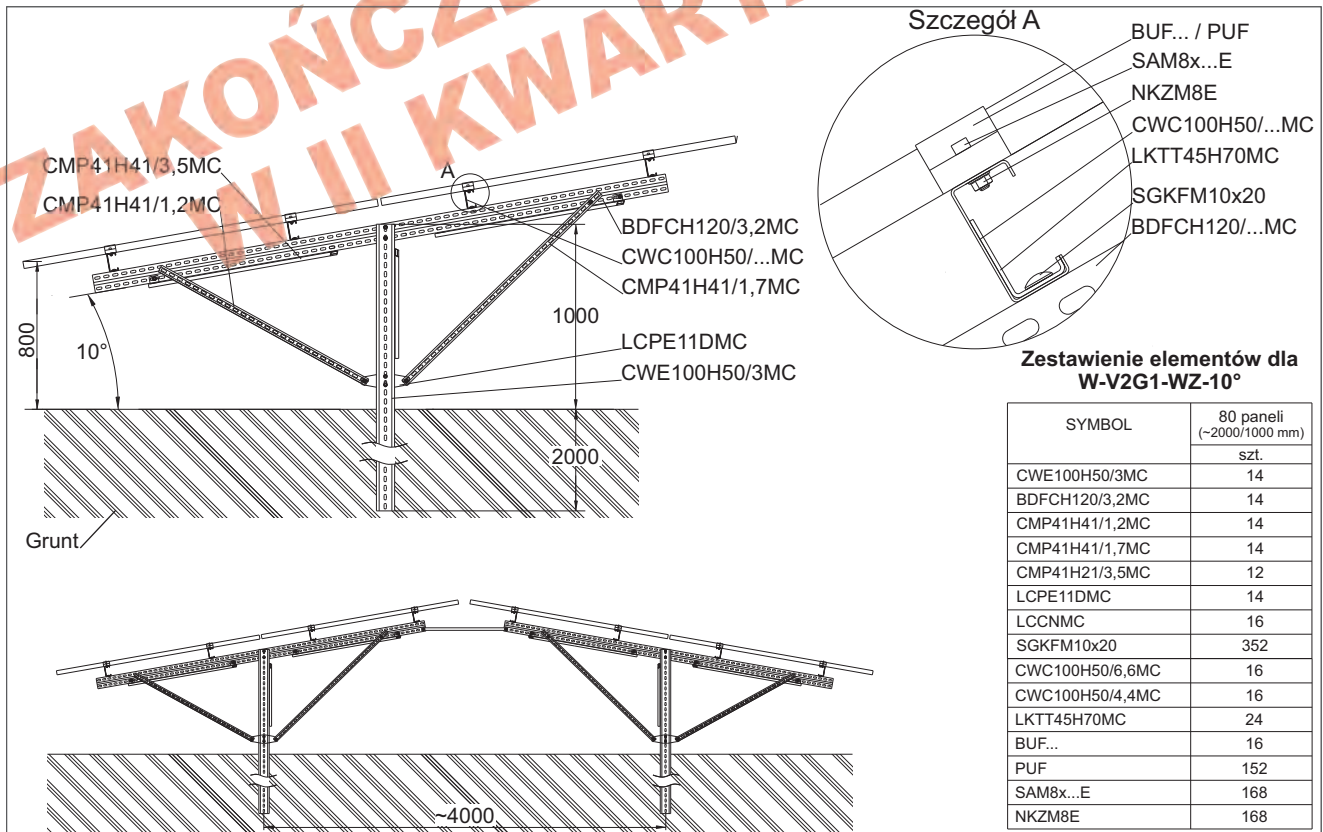 ZAKOŃCZE
W II KWARTA
Szczegół A
BUF... / PUF
SAM8x...E
NKZM8E
CWC100H50/...MC
LKTT45H70MC
SGKFM10x20
BDFCH120/...MC
CMP41H41/3,5MC
CMP41H41/1,2MC
A
BDFCH120/3,2MC
CWC100H50/...MC
CMP41H41/1,7MC
LCPE11DMC
CWE100H50/3MC
800
10°
1000
2000
Grunt
~4000
Zestawienie elementów dla
W-V2G1-WZ-10°
SYMBOL 80 paneli
(~2000/1000 mm)
szt.
CWE100H50/3MC 14
BDFCH120/3,2MC 14
CMP41H41/1,2MC 14
CMP41H41/1,7MC 14
CMP41H21/3,5MC 12
LCPE11DMC 14
LCCNMC 16
SGKFM10x20 352
CWC100H50/6,6MC 16
CWC100H50/4,4MC 16
LKTT45H70MC 24
BUF... 16
PUF 152
SAM8x...E 168
NKZM8E 168